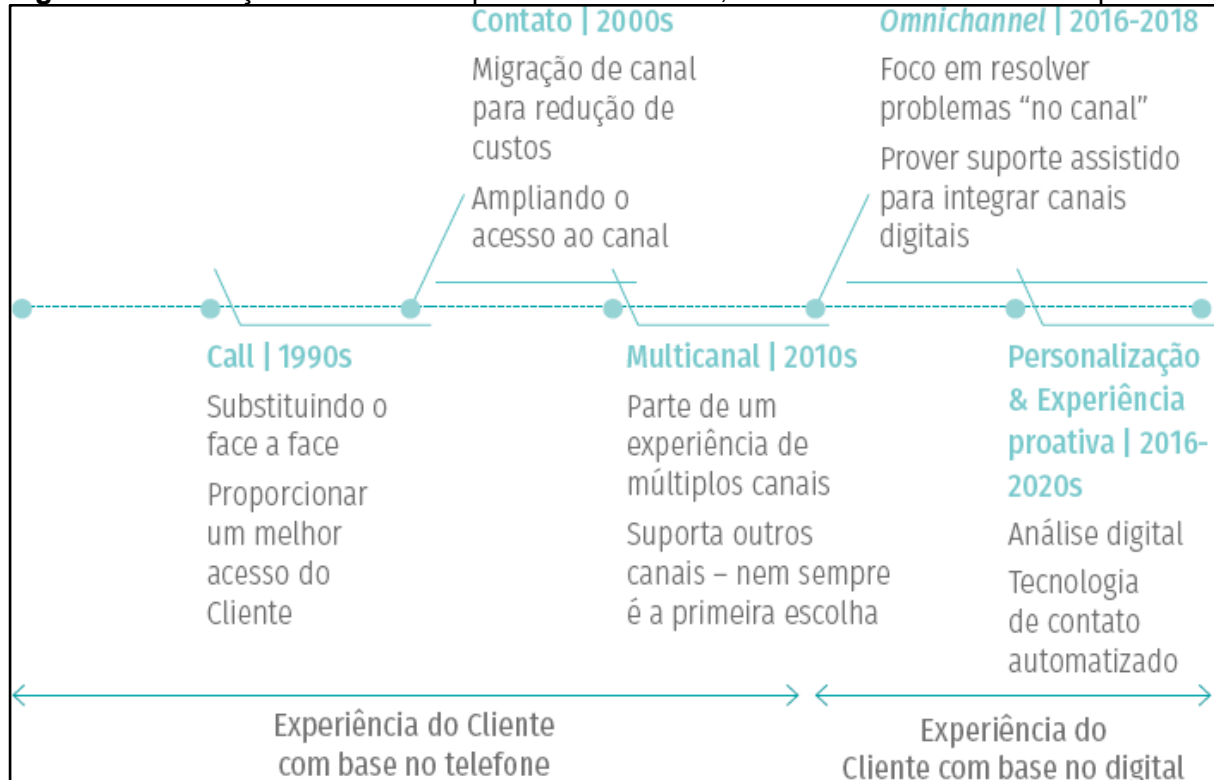 Contato | 2000s
Migração de canal
para redução de
custos
Ampliando o
acesso ao canal
Omnichannel | 2016-2018
Foco em resolver
problemas “no canal”
Prover suporte assistido
para integrar canais
digitais
Call | 1990s
Substituindo o
face a face
Proporcionar
um melhor
acesso do
Cliente
Multicanal | 2010s
Parte de um
experiência de
múltiplos canais
Suporta outros
canais – nem sempre
é a primeira escolha
Personalização
& Experiência
proativa | 2016-
2020s
Análise digital
Tecnologia
de contato
automatizado
Experiência do Cliente
com base no telefone
Experiência do
Cliente com base no digital